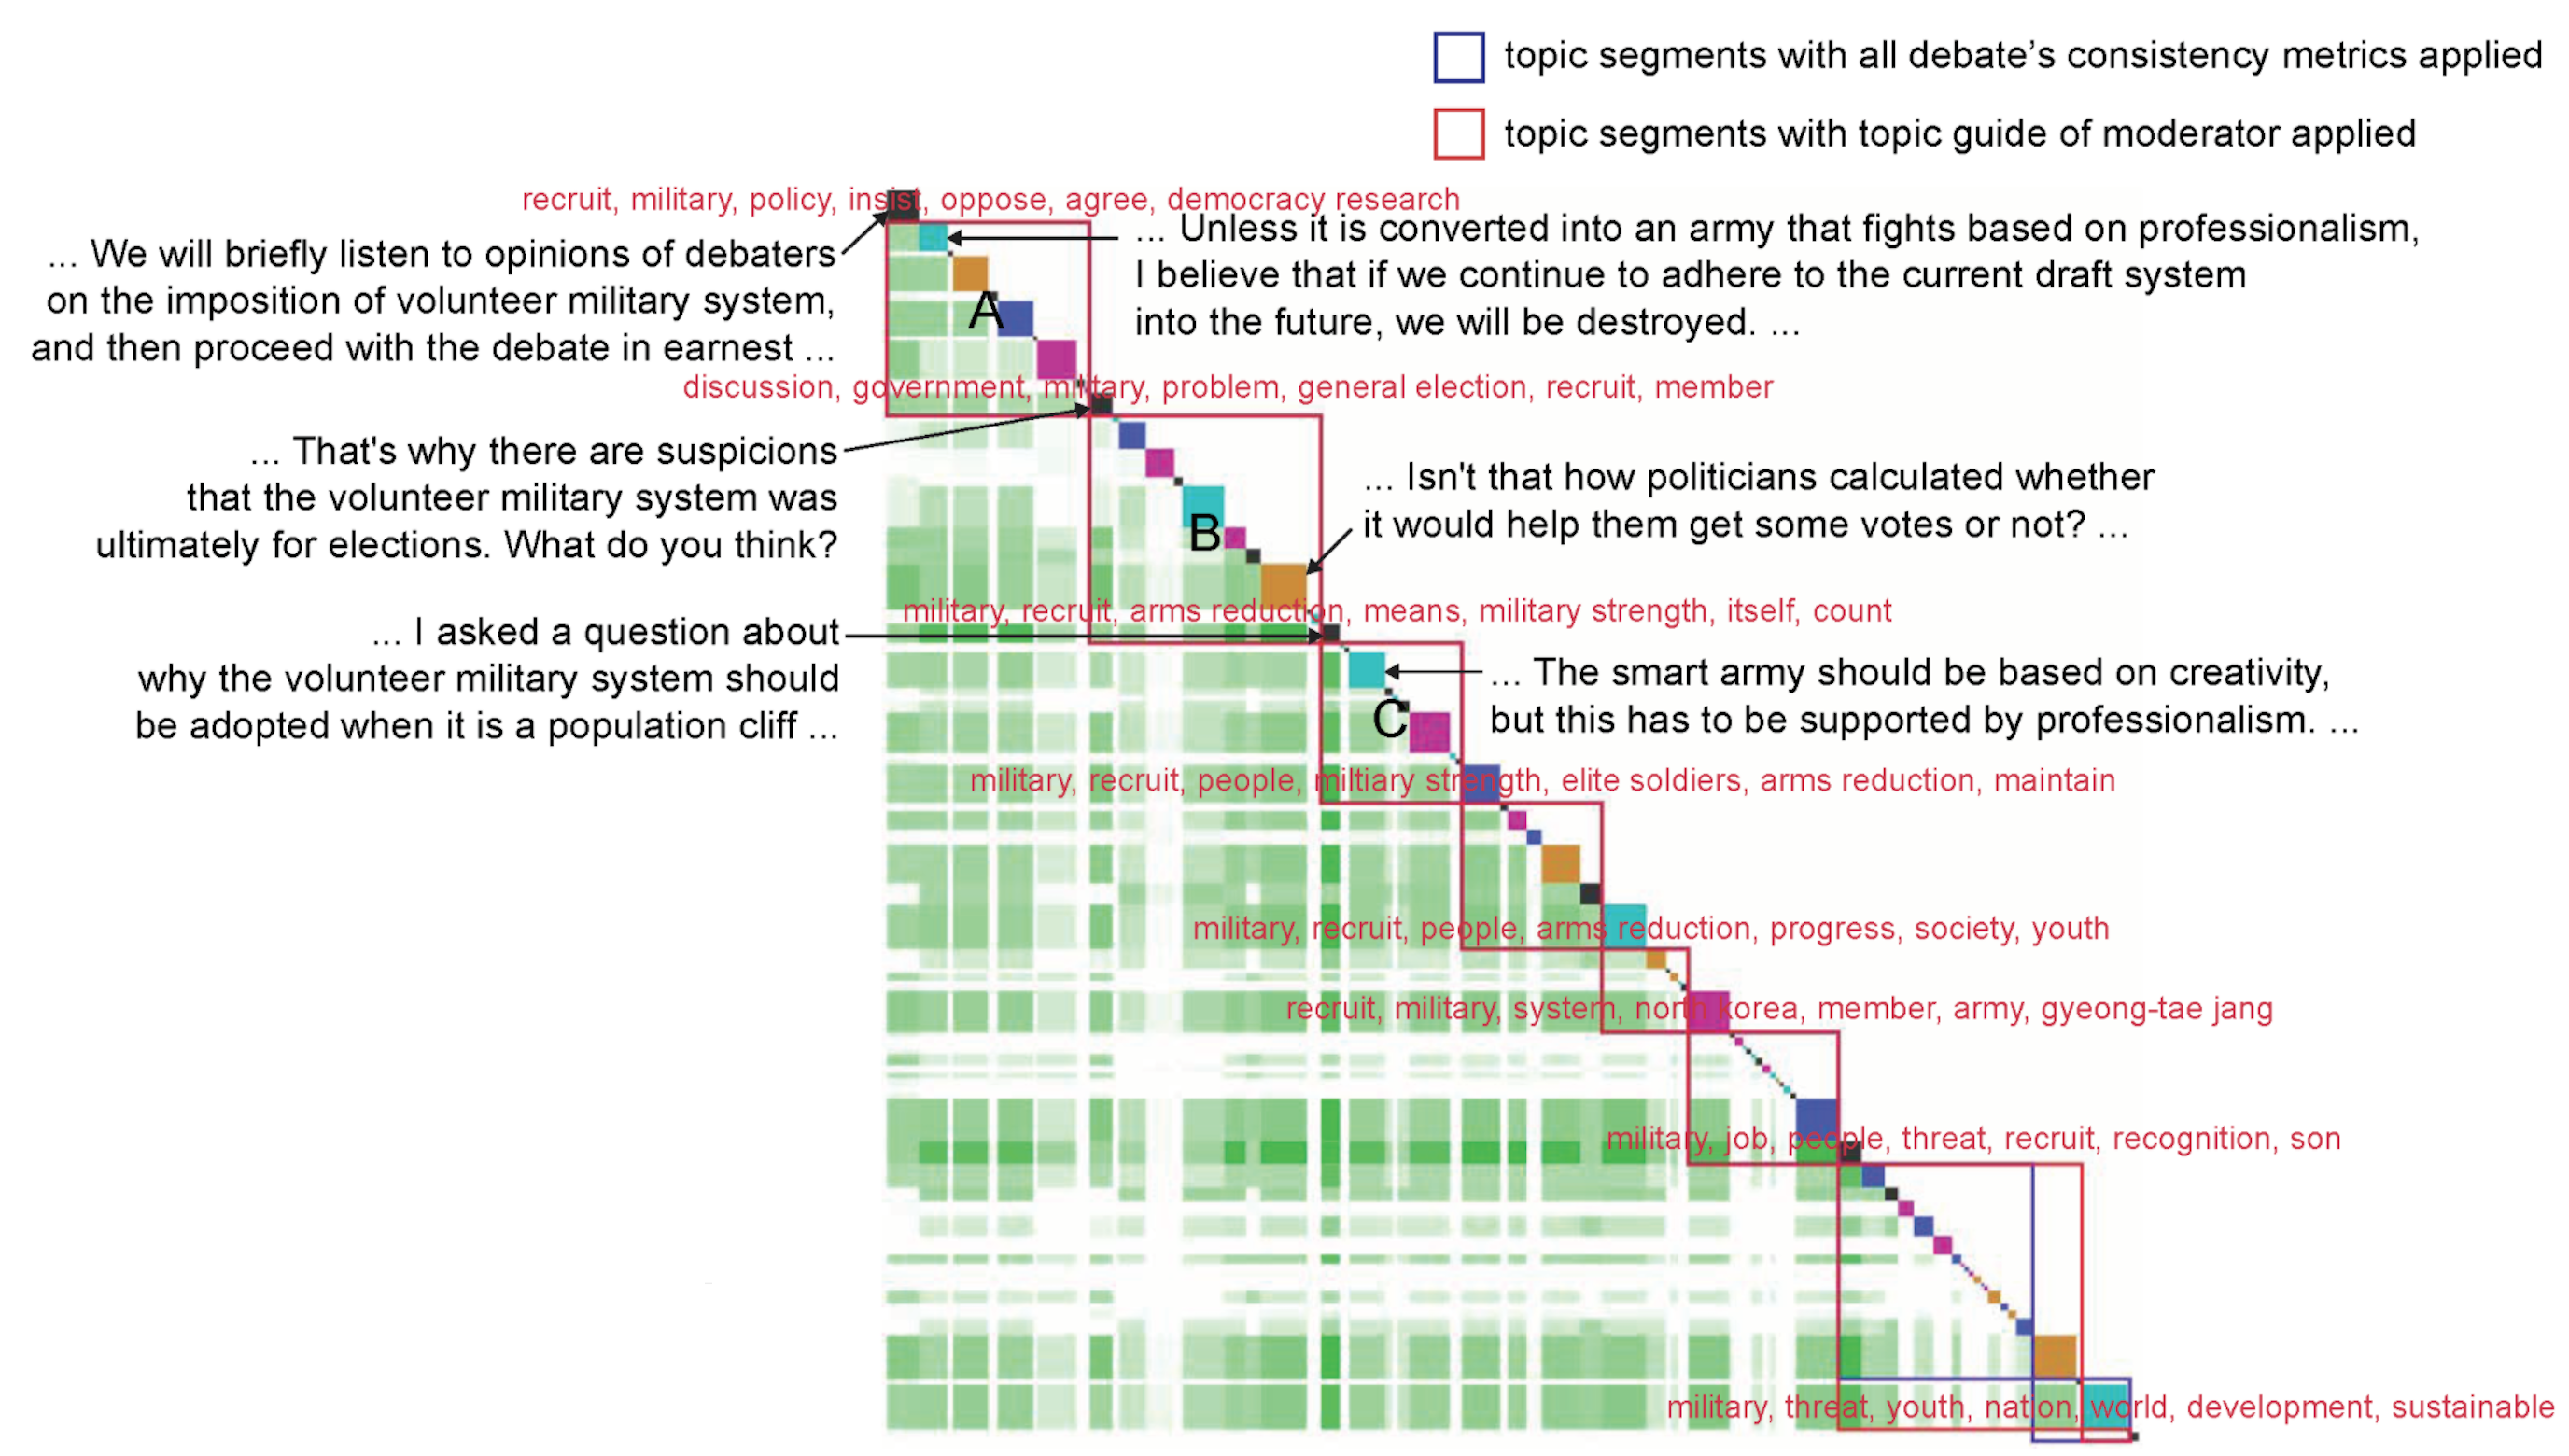 topic segments with all debate’s consistency metrics applied
topic segments with topic guide of moderator applied
recruit, military, policy, insist, oppose, agree, democracy research
... We will briefly listen to opinions of debaters
on the imposition of volunteer military system,
and then proceed with the debate in earnest ...
... Unless it is converted into an army that fights based on professionalism,
I believe that if we continue to adhere to the current draft system
into the future, we will be destroyed. ...
A
discussion, government, military, problem, general election, recruit, member
... That's why there are suspicions
that the volunteer military system was
ultimately for elections. What do you think?
... Isn't that how politicians calculated whether
it would help them get some votes or not? ...
B
military, recruit, arms reduction, means, military strength, itself, count
... I asked a question about
why the volunteer military system should
be adopted when it is a population cliff ...
... The smart army should be based on creativity,
but this has to be supported by professionalism. ...
C
military, recruit, people, miltiary strength, elite soldiers, arms reduction, maintain
military, recruit, people, arms reduction, progress, society, youth
recruit, military, system, north korea, member, army, gyeong-tae jang
military, job, people, threat, recruit, recognition, son
military, threat, youth, nation, world, development, sustainable